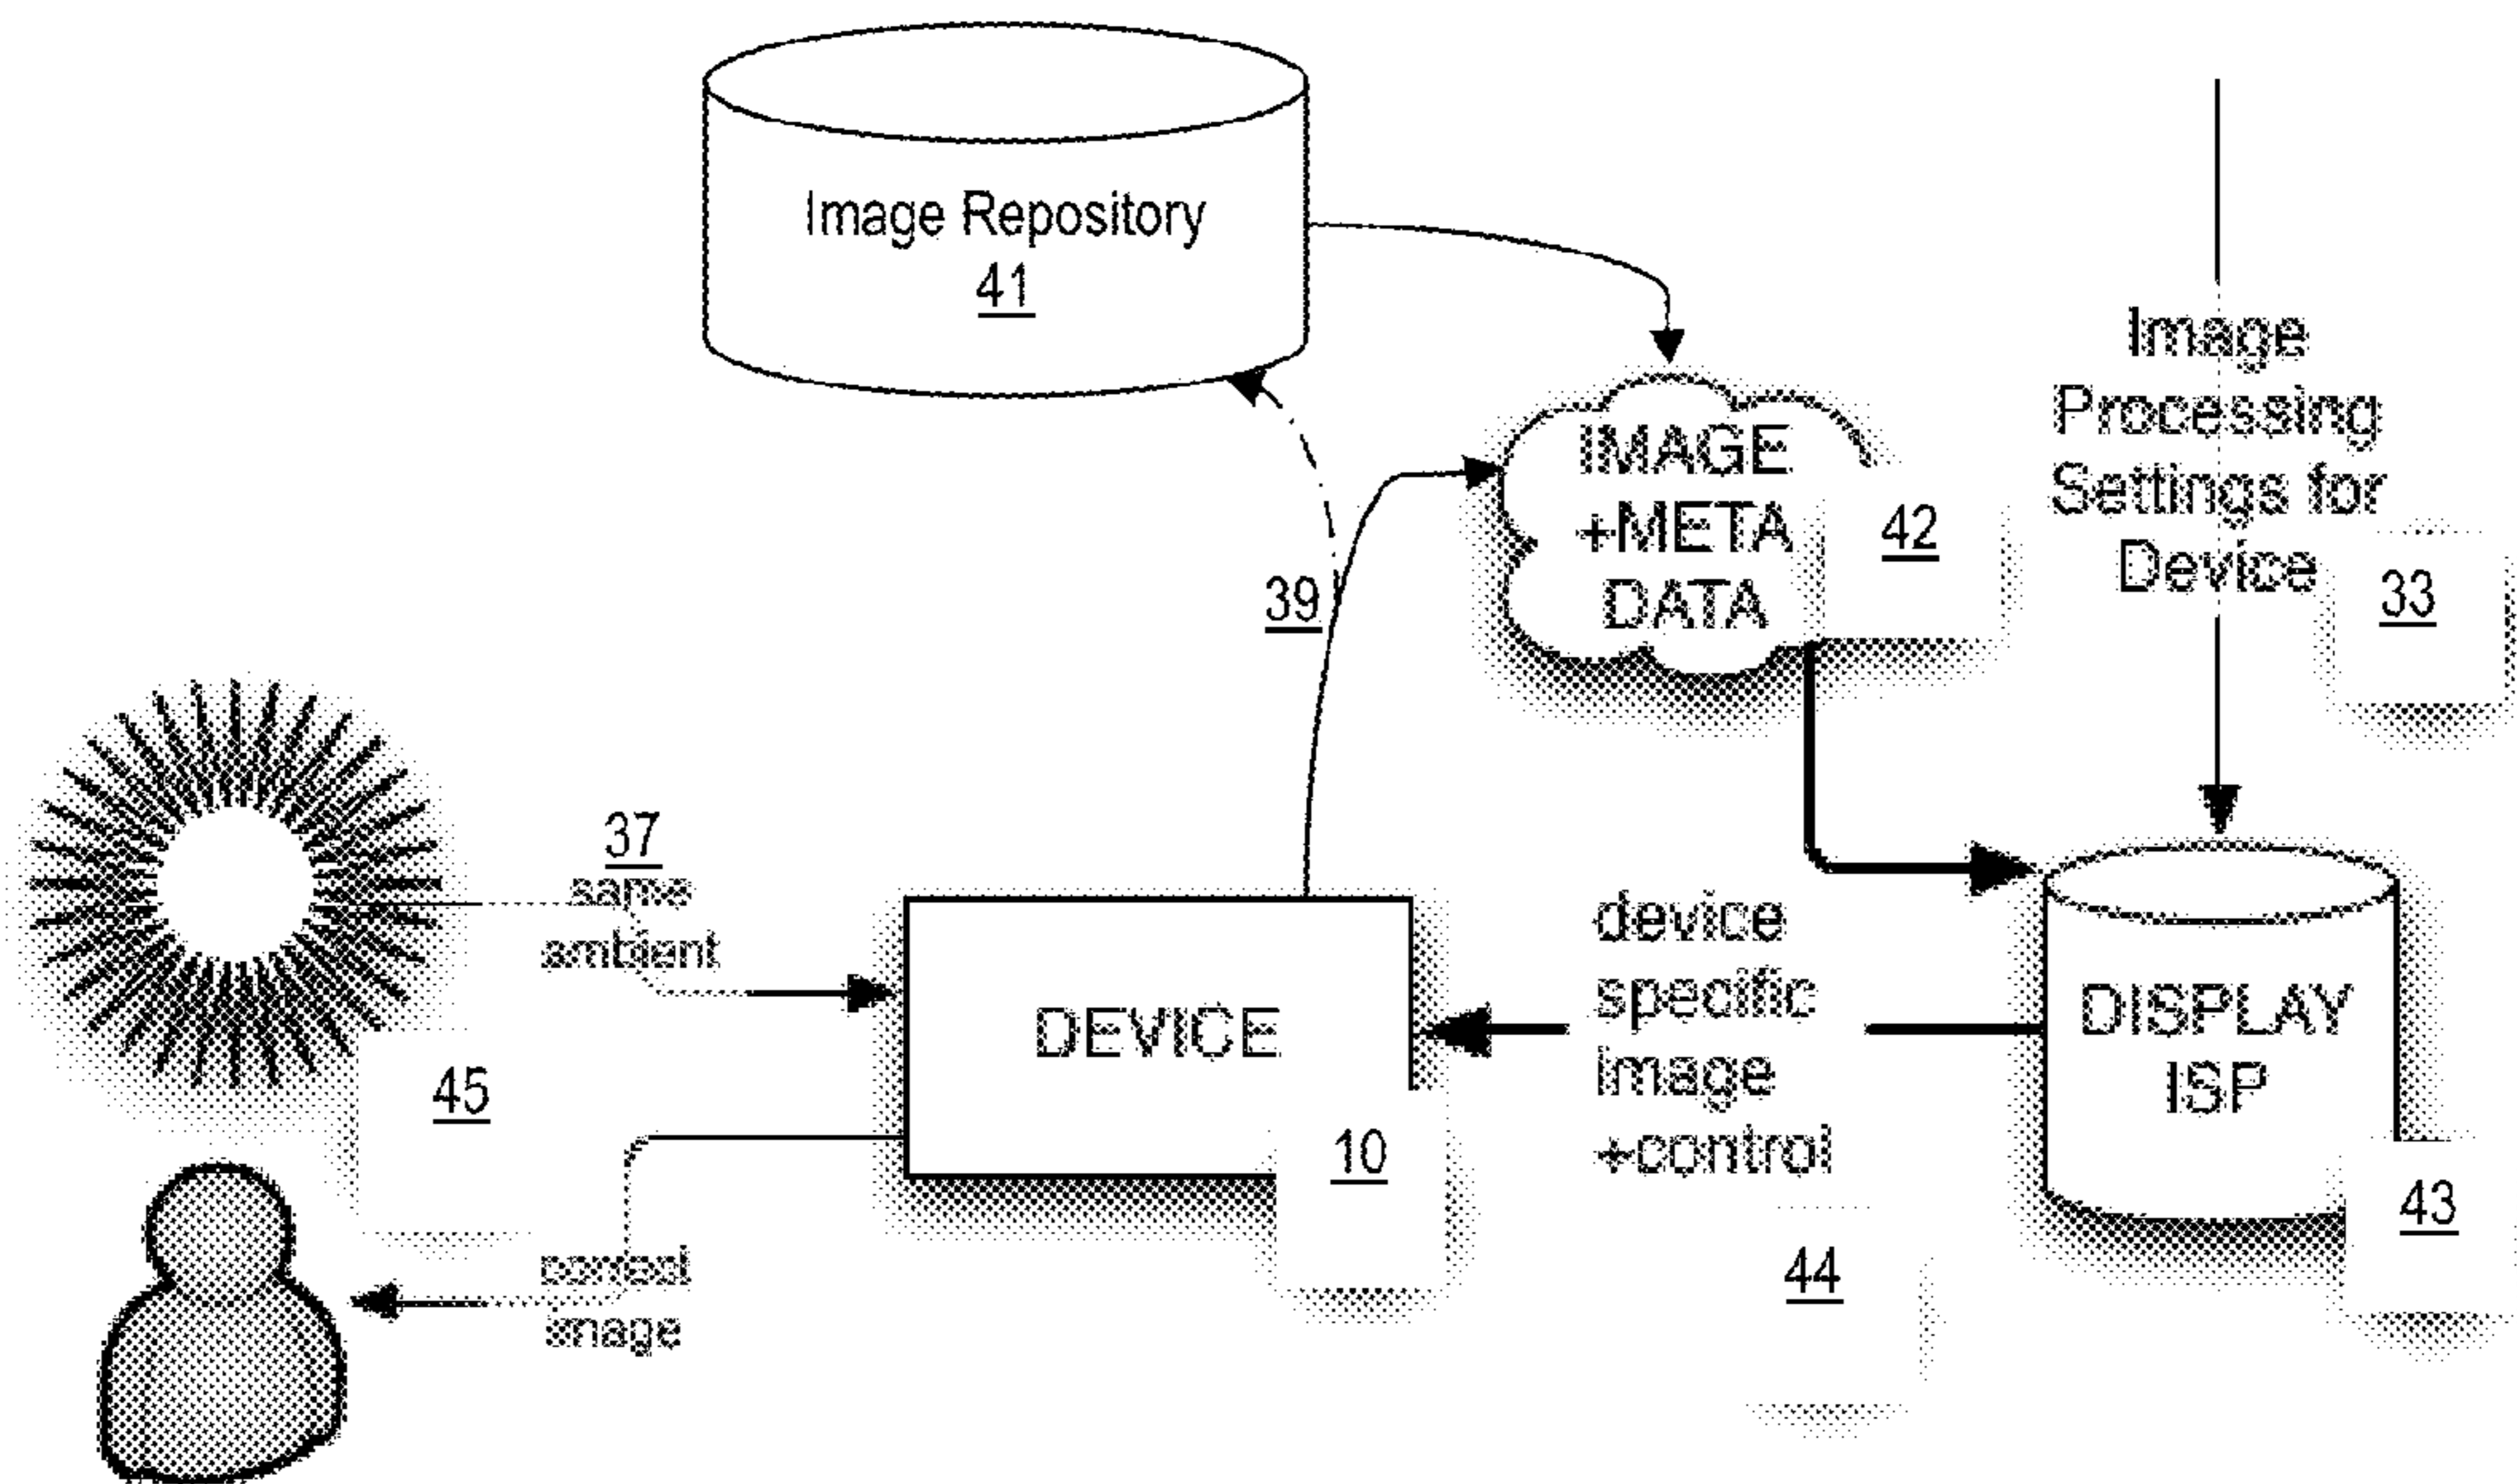 Image Repository
41
Image
Processing
Settings for
Device
33
IMAGE
+META
DATA
42
39
37
same
ambient
45
DEVICE
10
device
specific
image
+control
44
DISPLAY
ISP
43
correct
image